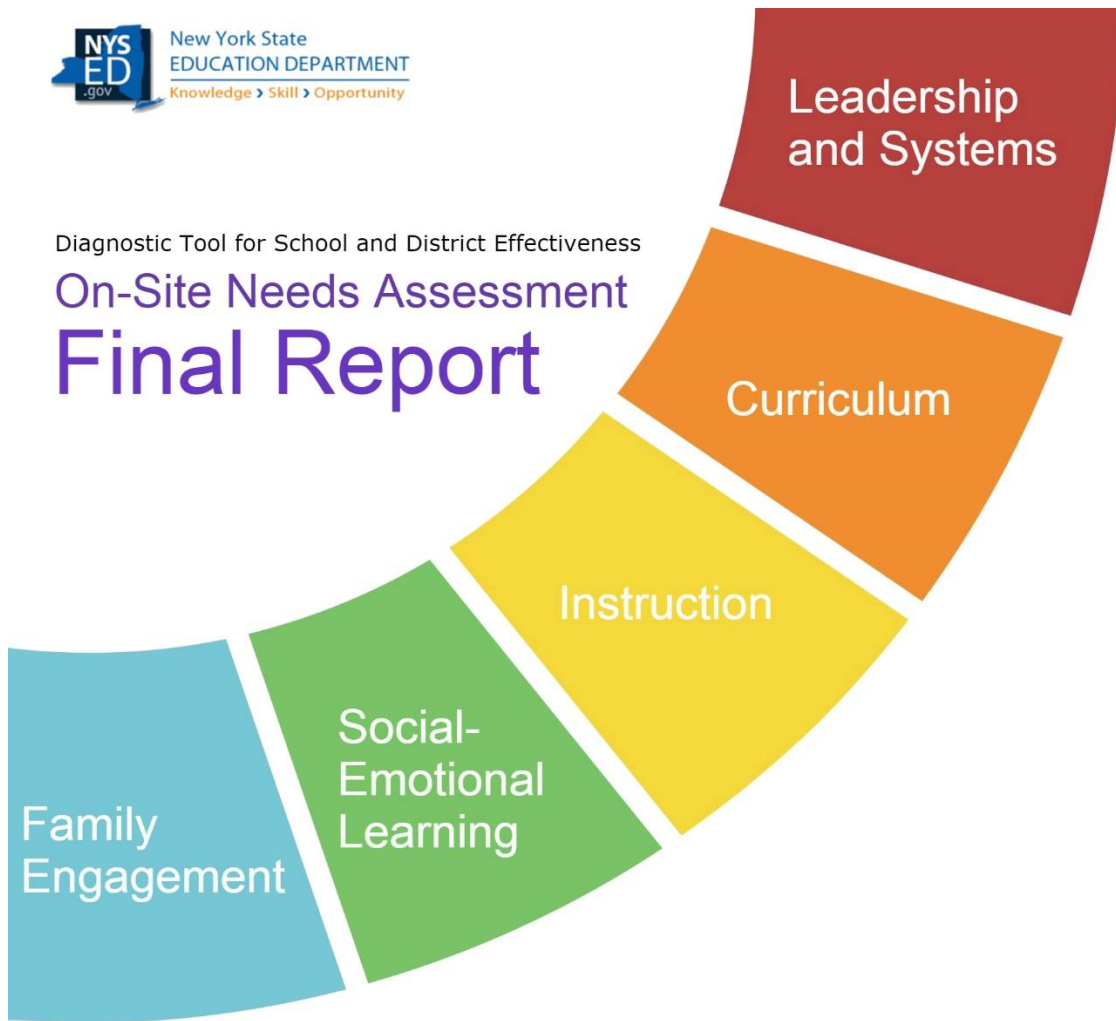 NYS
ED
.gov
New York State
EDUCATION DEPARTMENT
Knowledge › Skill › Opportunity
Diagnostic Tool for School and District Effectiveness
On-Site Needs Assessment
Final Report
Leadership
and Systems
Curriculum
Instruction
Social-
Emotional
Learning
Family
Engagement